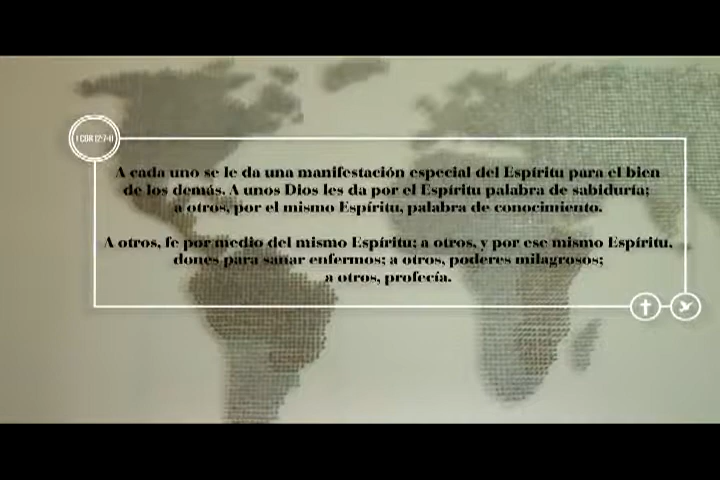 1 COR 12:7-11
A cada uno se le da una manifestación especial del Espíritu para el bien
de los demás. A unos Dios les da por el Espíritu palabra de sabiduría;
a otros, por el mismo Espíritu, palabra de conocimiento.
A otros, fe por medio del mismo Espíritu; a otros, y por ese mismo Espíritu,
dones para sanar enfermos; a otros, poderes milagrosos;
a otros, profecía.